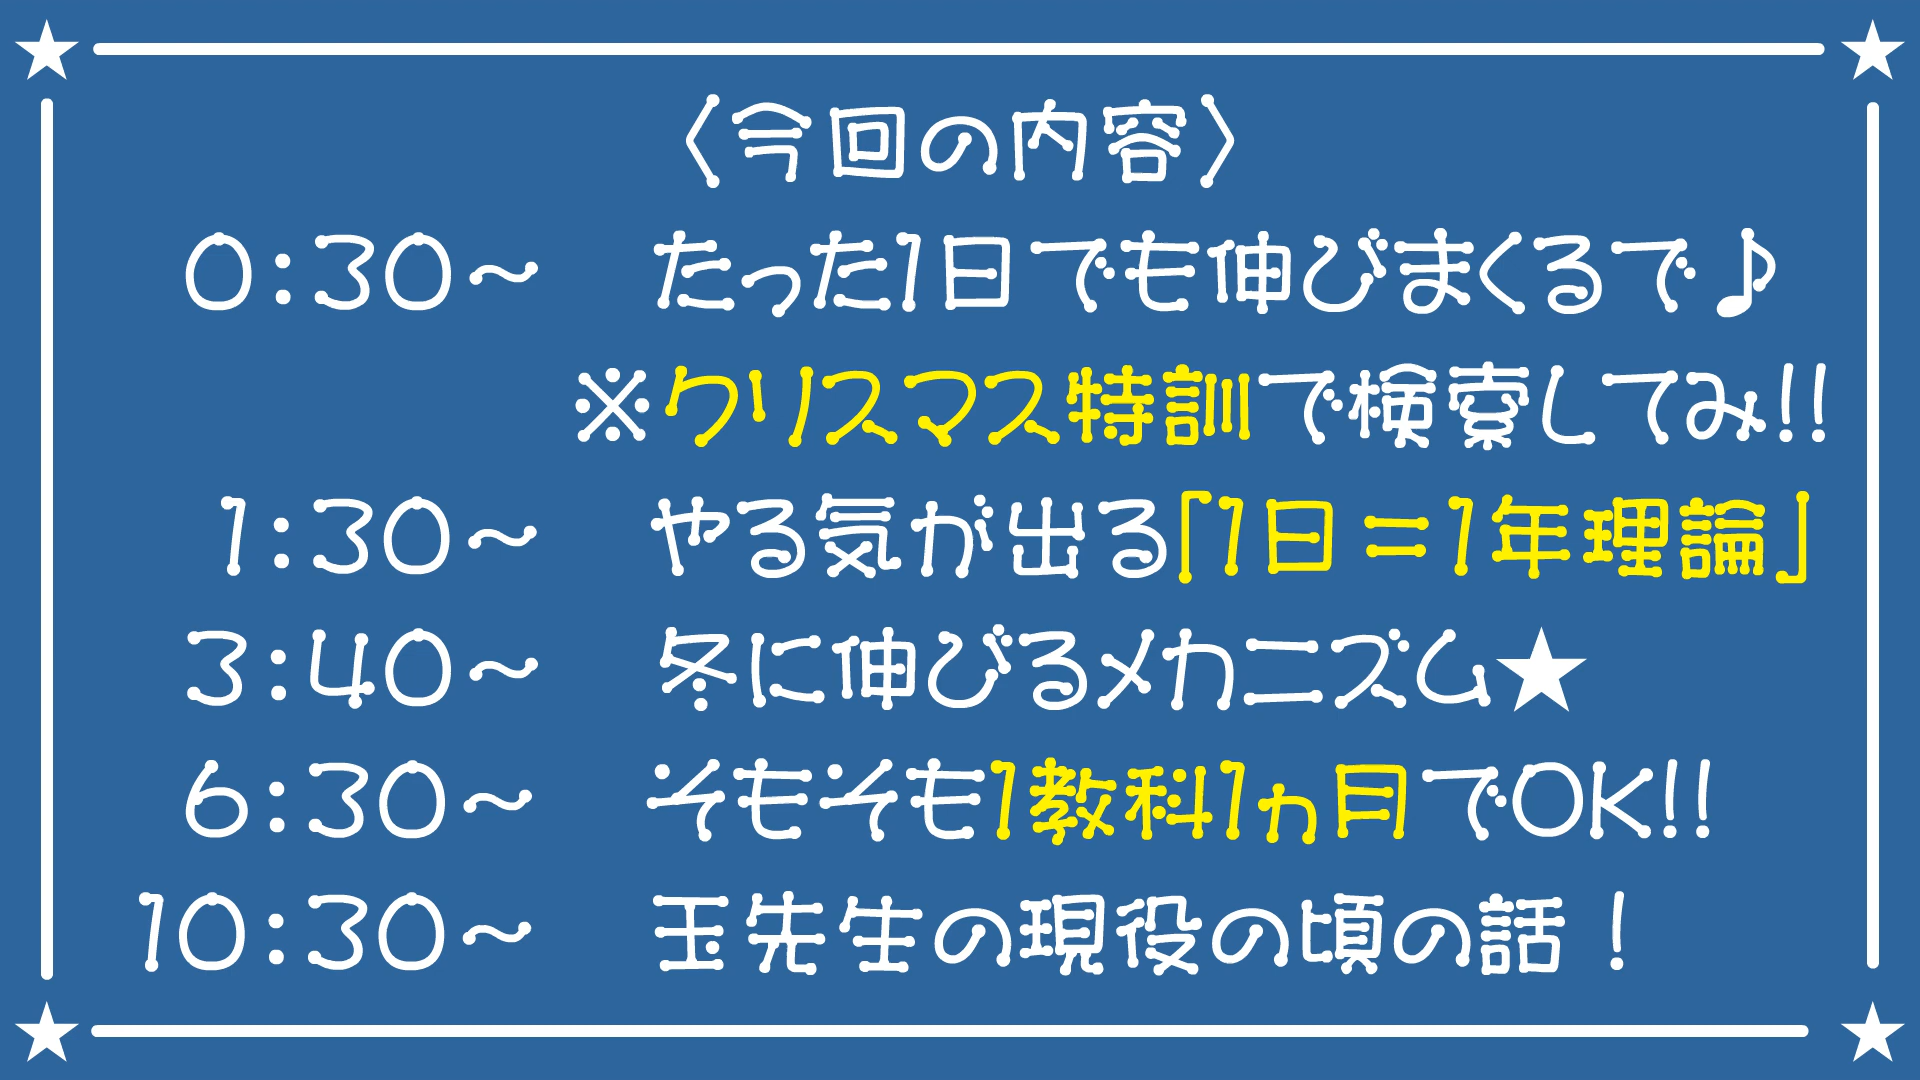 〈今回の内容〉
0:30~ たった1日でも伸びまくるで♪
※クリスマス特訓で検索してみ!!
1:30~ やる気が出る「1日=1年理論」
3:40~ 冬に伸びるメカニズム★
6:30~ そもそも1教科1ヵ月でOK!!
10:30~ 玉先生の現役の頃の話!